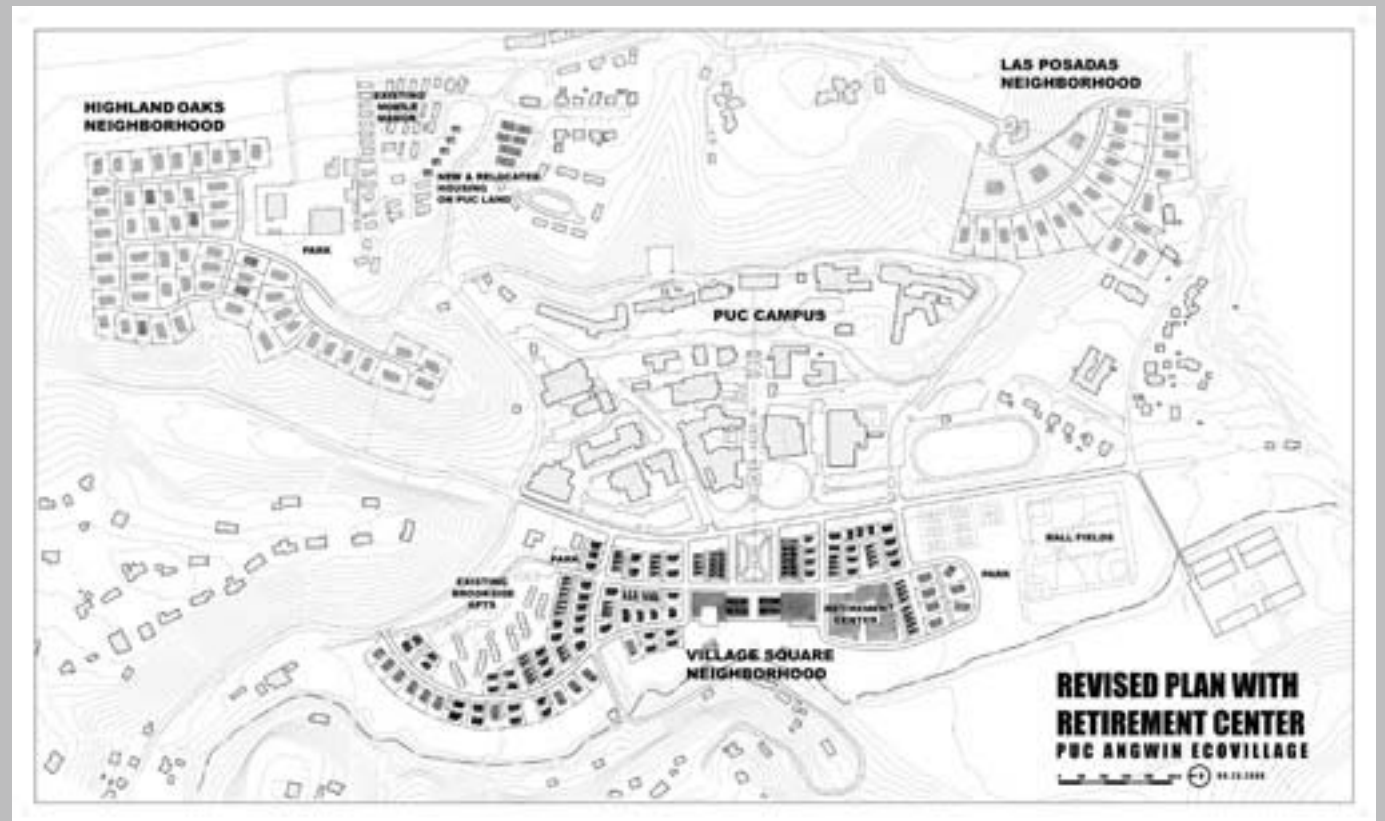 HIGHLAND OAKS
NEIGHBORHOOD
EXISTING
MOBILE
MANOR
LAS POSADAS
NEIGHBORHOOD
NEW & RELOCATED
HOUSING
ON PUC LAND
PARK
PUC CAMPUS
BALL FIELDS
PARK
EXISTING
BROOKSIDE
APTS
PARK
RETIREMENT
CENTER
VILLAGE SQUARE
NEIGHBORHOOD
REVISED PLAN WITH
RETIREMENT CENTER
PUC ANGWIN ECOVILLAGE